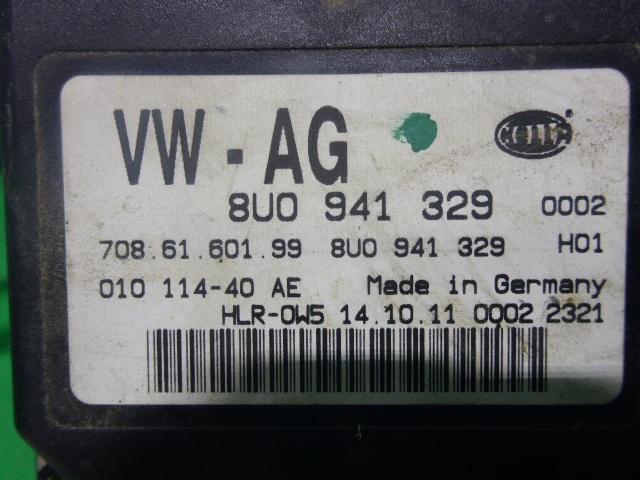 VW - AG HELLA ®
8U0 941 329 0002
708.61.601.99 8U0 941 329 H01
010 114-40 AE Made in Germany
HLR-0W5 14.10.11 0002 2321